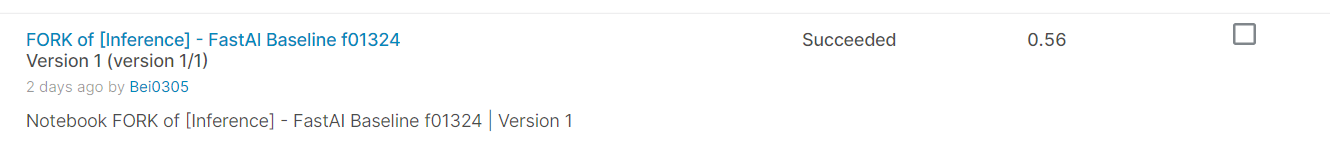 FORK of [Inference] - FastAI Baseline f01324 Succeeded 0.56
Version 1 (version 1/1)
2 days ago by Bei0305
Notebook FORK of [Inference] - FastAI Baseline f01324 | Version 1